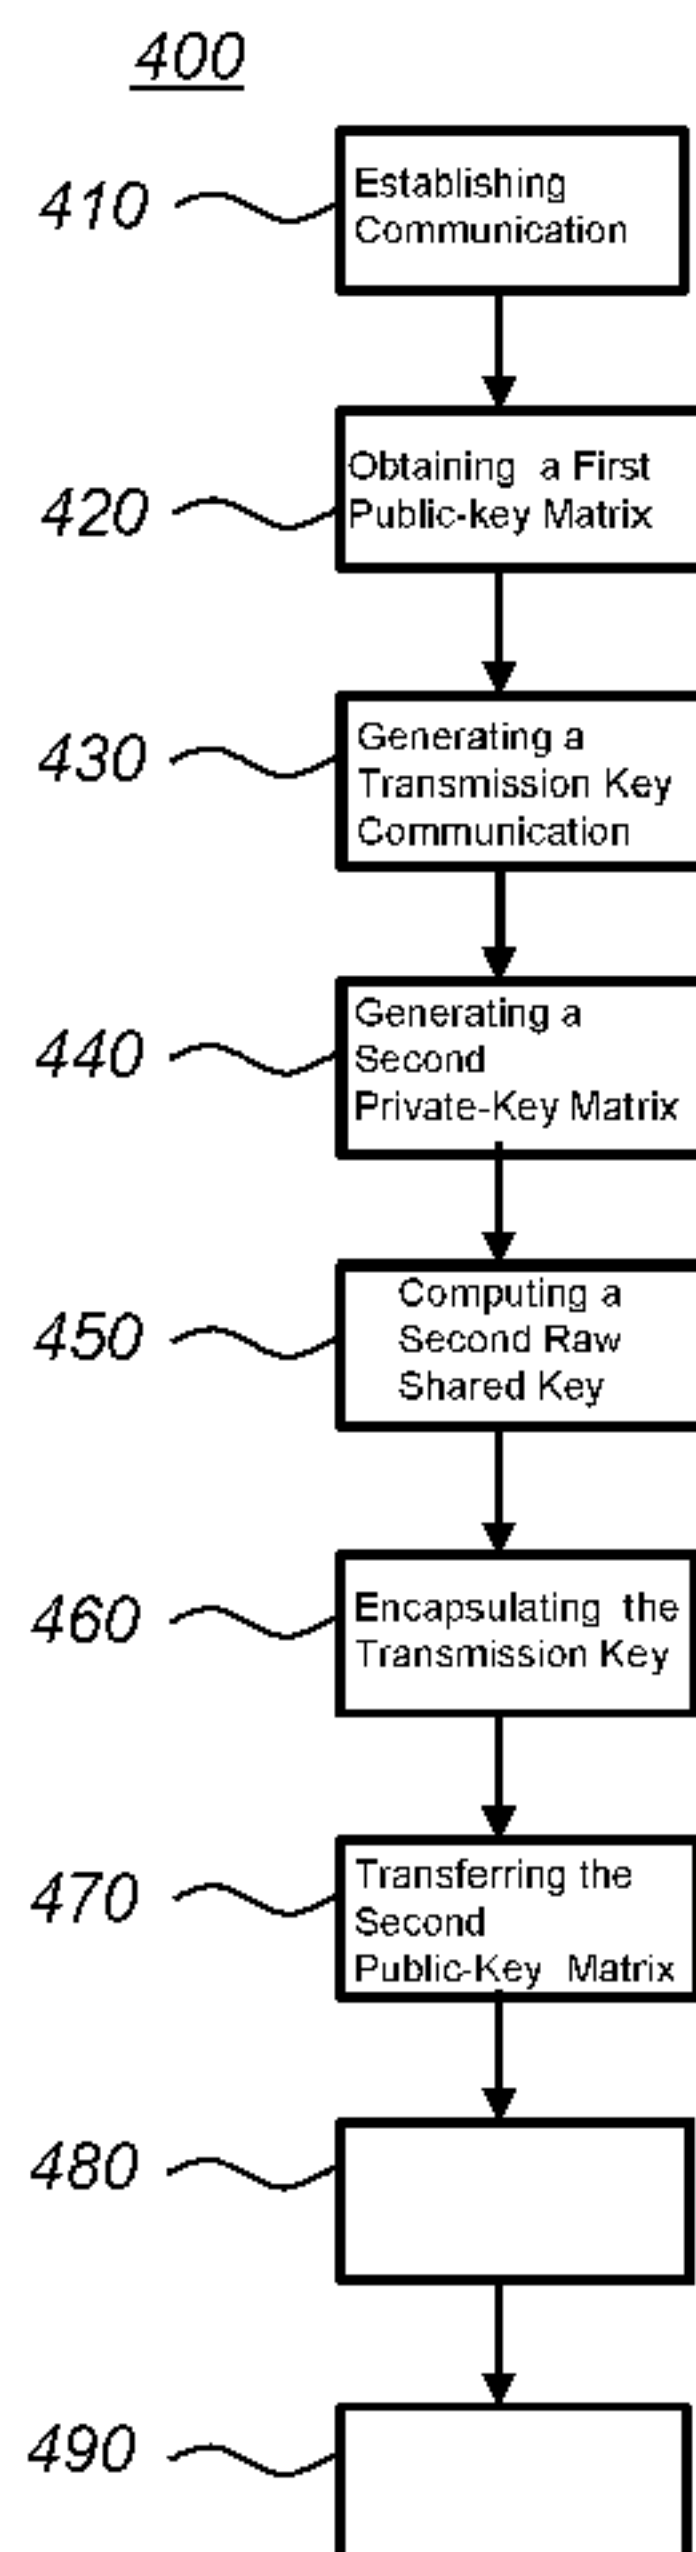 400
410
Establishing
Communication
420
Obtaining a First
Public-key Matrix
430
Generating a
Transmission Key
Communication
440
Generating a
Second
Private-Key Matrix
450
Computing a
Second Raw
Shared Key
460
Encapsulating the
Transmission Key
470
Transferring the
Second
Public-Key Matrix
480
490